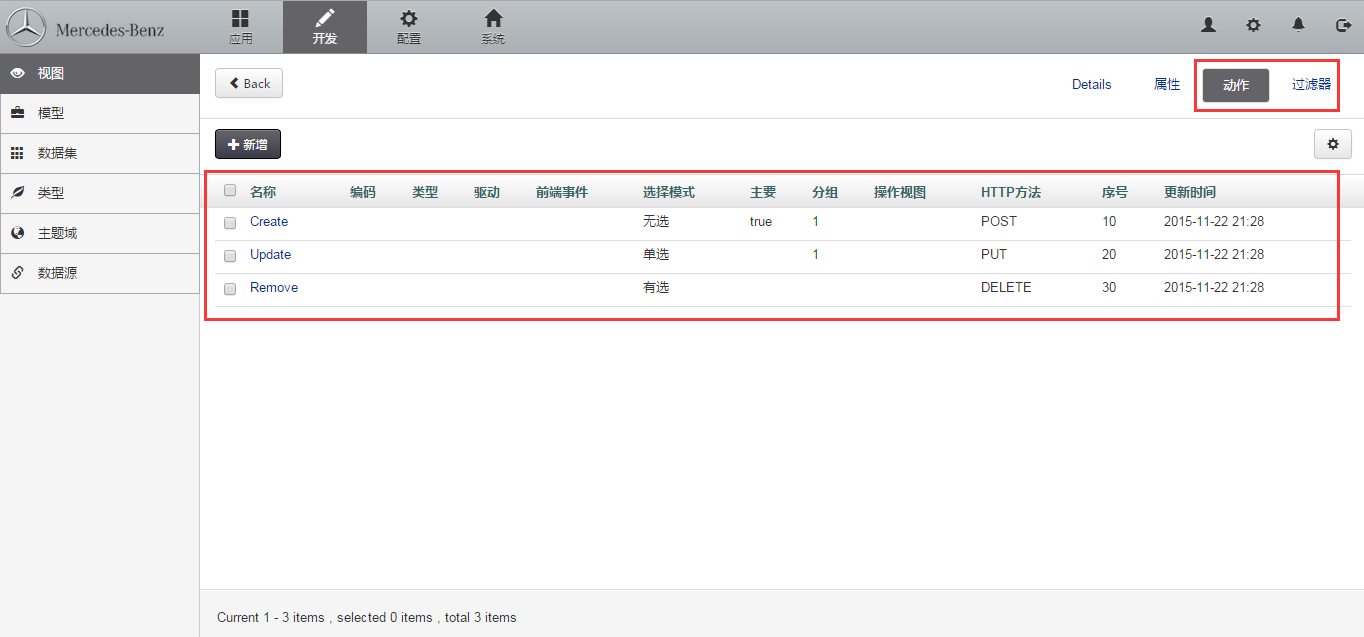 Mercedes-Benz 应用 开发 配置 系统
视图
模型
数据集
类型
主题域
数据源
Back Details 属性 动作 过滤器
新增
名称 编码 类型 驱动 前端事件 选择模式 主要 分组 操作视图 HTTP方法 序号 更新时间
Create 无选 true 1 POST 10 2015-11-22 21:28
Update 单选 1 PUT 20 2015-11-22 21:28
Remove 有选 DELETE 30 2015-11-22 21:28
Current 1 - 3 items , selected 0 items , total 3 items